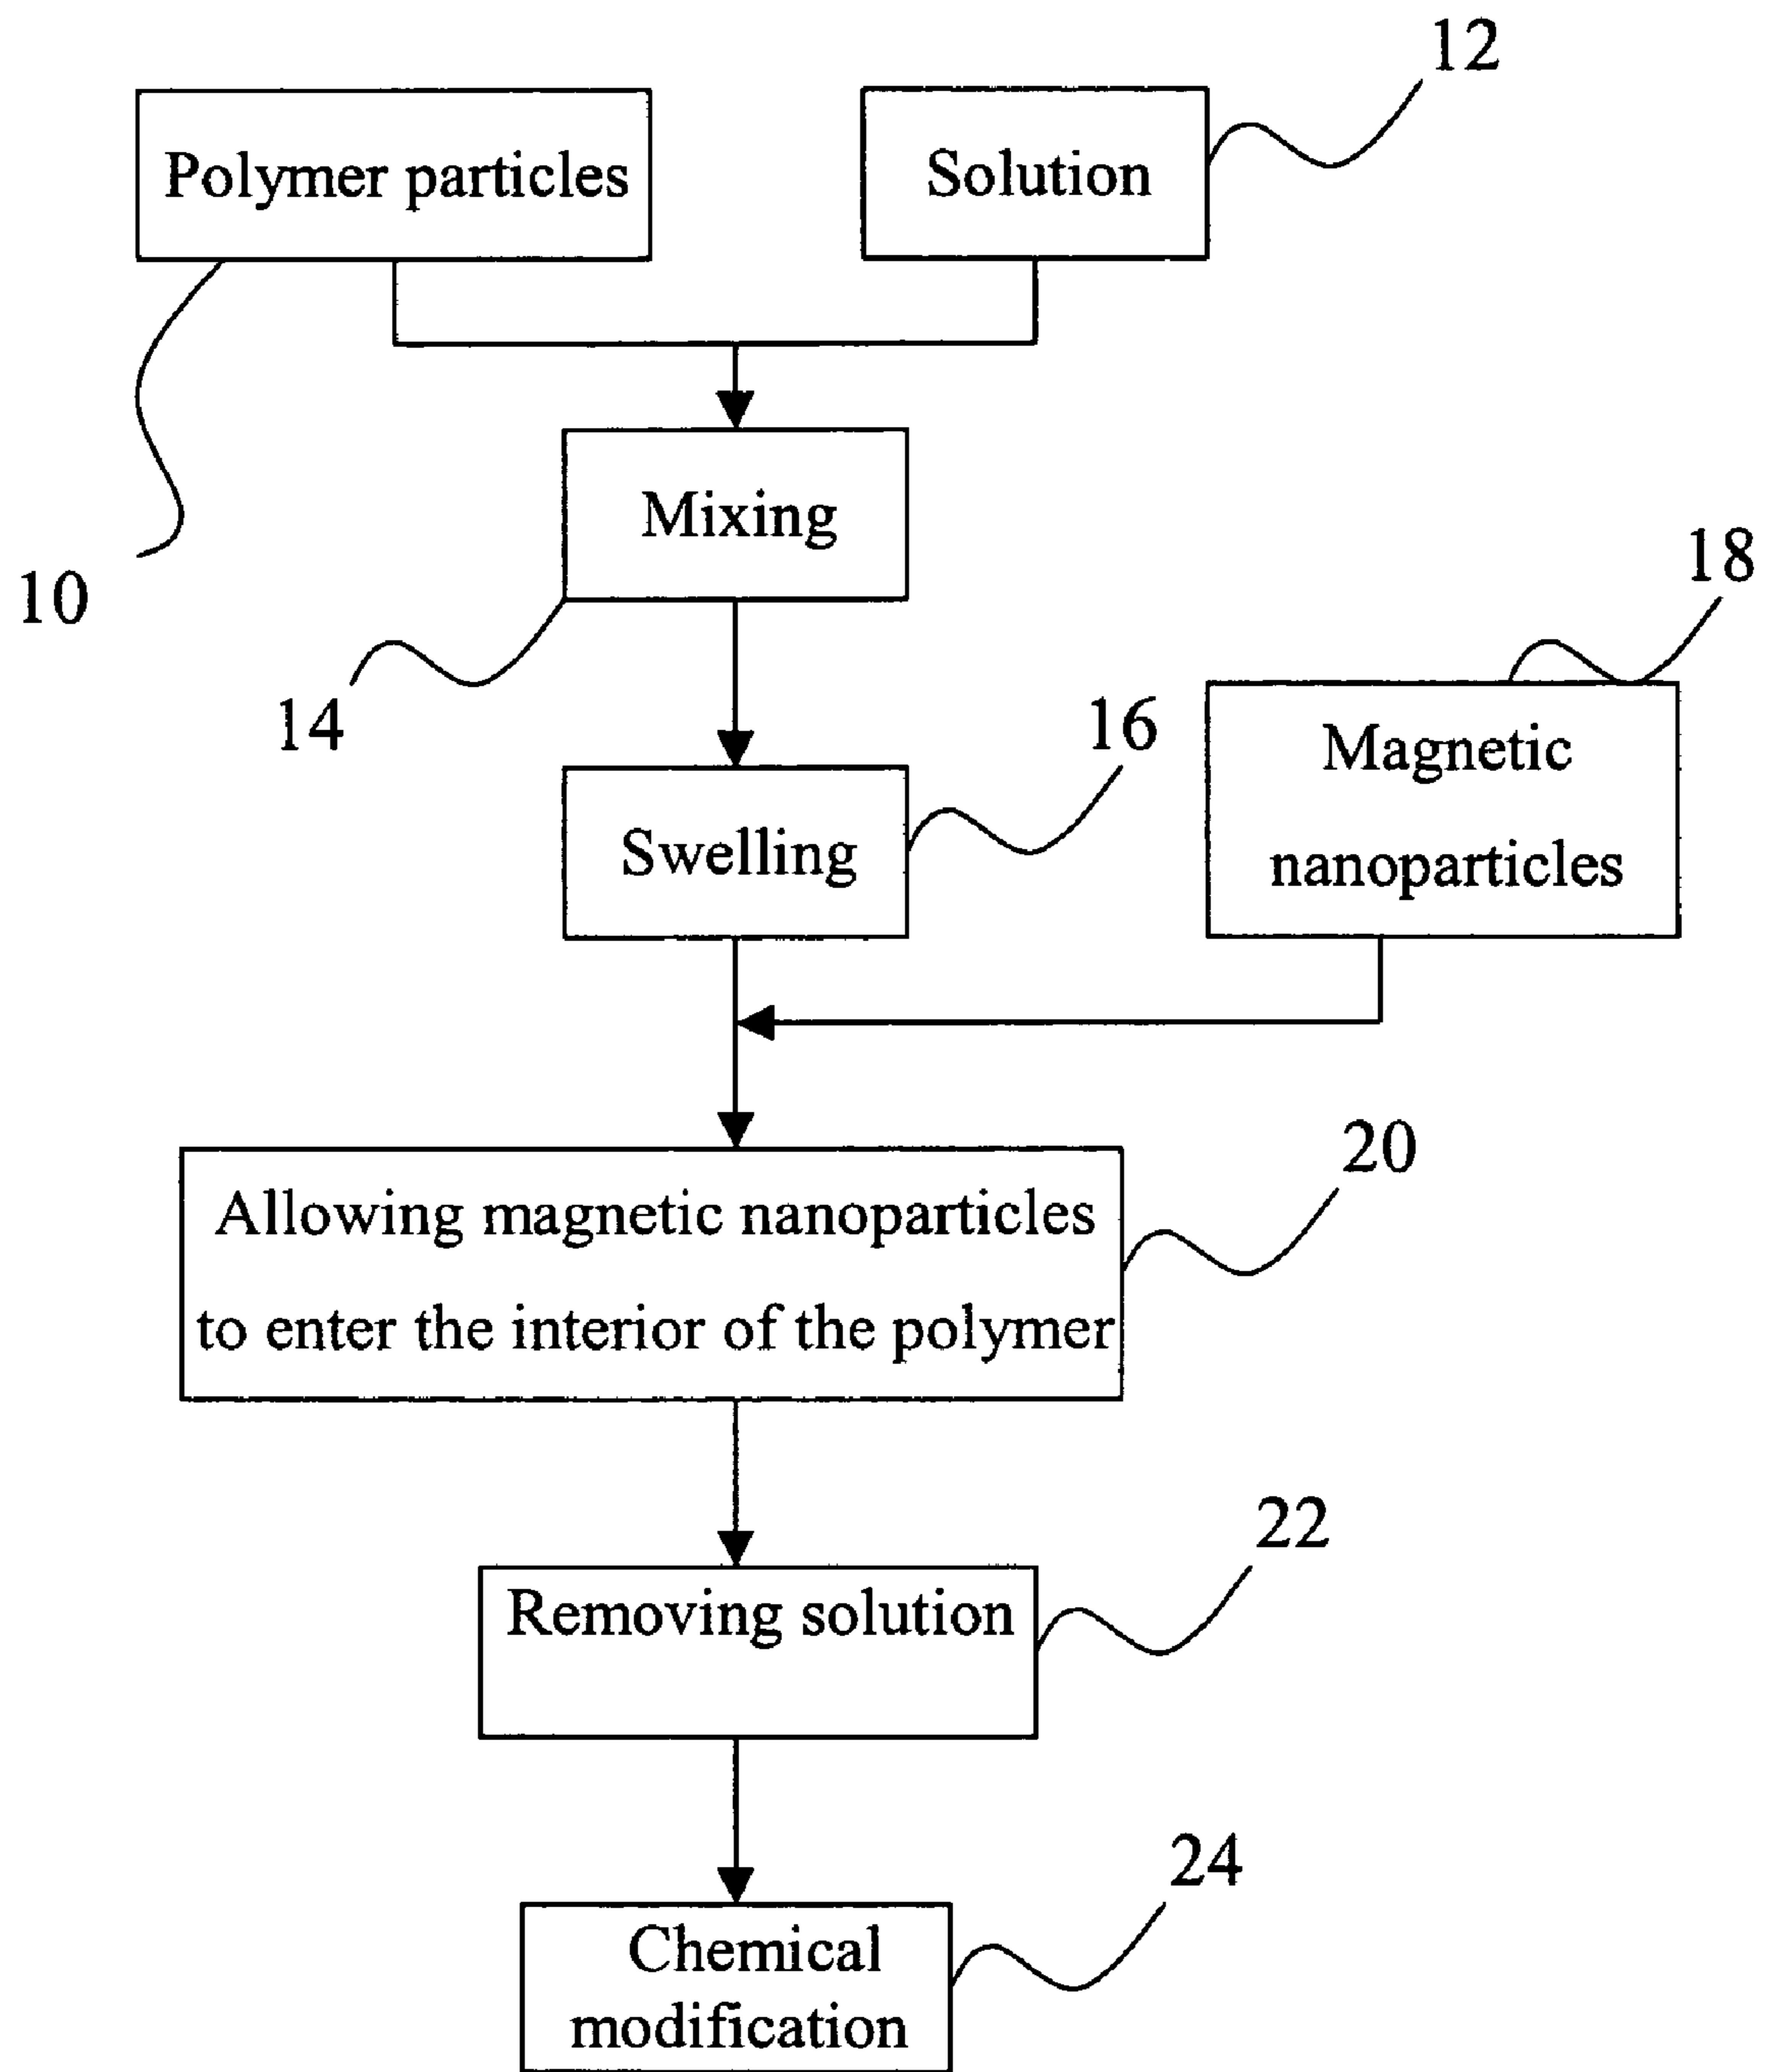 12
Polymer particles
Solution
Mixing
10
18
14
16
Magnetic
nanoparticles
Swelling
20
Allowing magnetic nanoparticles
to enter the interior of the polymer
22
Removing solution
24
Chemical
modification